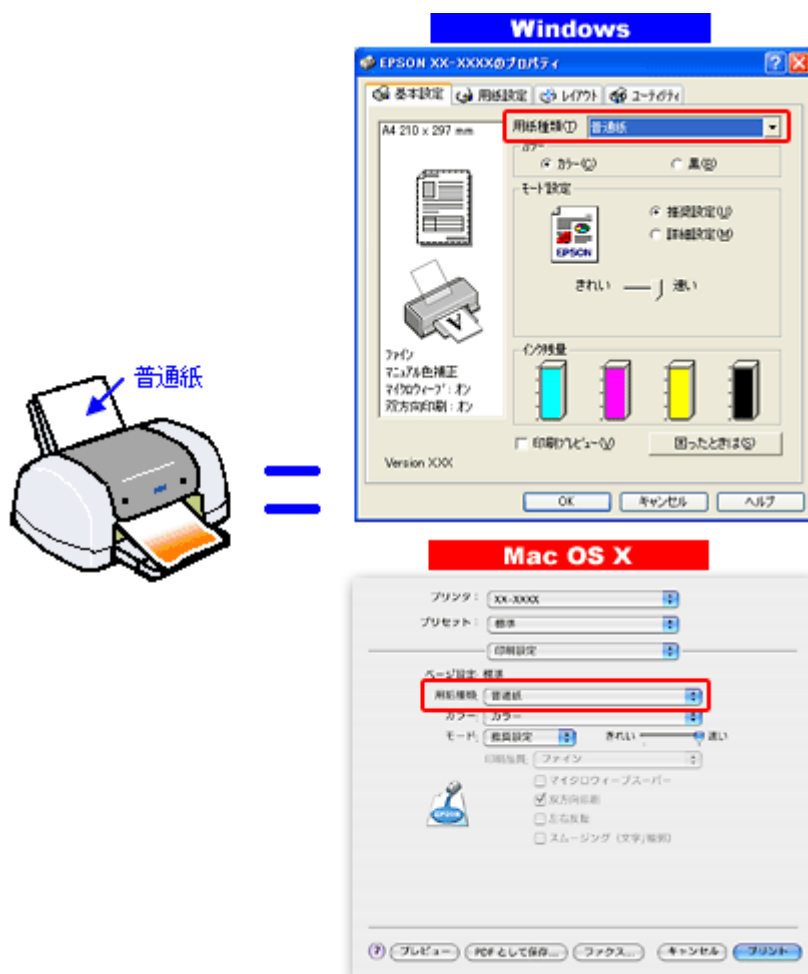 普通紙
Windows
EPSON XX-XXXXのプロパティ
基本設定 用紙設定 レイアウト ユーティリティ
A4 210 x 297 mm
用紙種類(T) 普通紙
カラー
カラー(C) 黒(B)
モード設定
推奨設定(U)
詳細設定(M)
EPSON
きれい 速い
ファイン
マニュアル色補正
マイクロウィーブ : オン
双方向印刷 : オン
インク残量
印刷プレビュー(V) 困ったときは(S)
Version XXX
OK キャンセル ヘルプ
Mac OS X
プリンタ : XX-XXXX
プリセット : 標準
印刷設定
ページ設定: 標準
用紙種類: 普通紙
カラー: カラー
モード: 推奨設定 きれい 速い
印刷品質: ファイン
マイクロウィーブスーパー
双方向印刷
左右反転
スムージング (文字/輪郭)
EPSON
? プレビュー PDF として保存... ファクス... キャンセル プリント